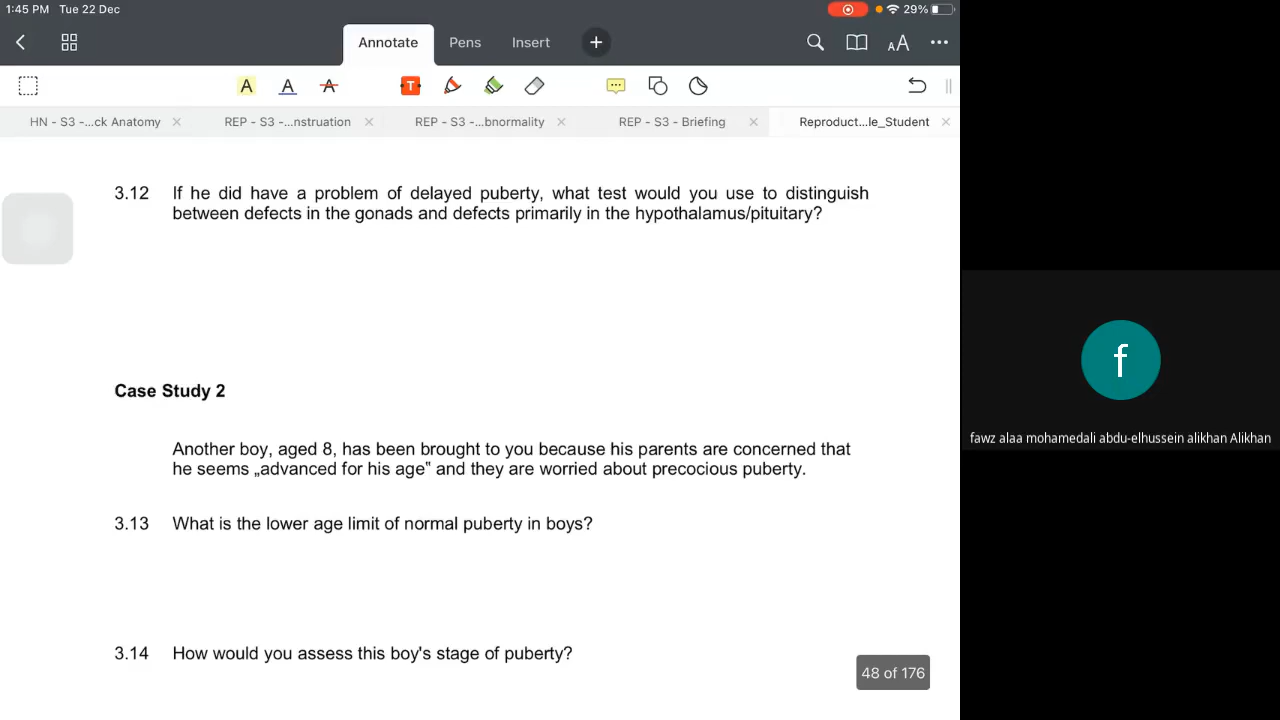 1:45 PM Tue 22 Dec
29%
Annotate Pens Insert
AA
A A A T
HN - S3 -...ck Anatomy REP - S3 -...nstruation REP - S3 -...bnormality REP - S3 - Briefing Reproduct...le_Student
3.12 If he did have a problem of delayed puberty, what test would you use to distinguish
between defects in the gonads and defects primarily in the hypothalamus/pituitary?
Case Study 2
Another boy, aged 8, has been brought to you because his parents are concerned that
he seems „advanced for his age‟ and they are worried about precocious puberty.
3.13 What is the lower age limit of normal puberty in boys?
3.14 How would you assess this boy's stage of puberty?
48 of 176
f
fawz alaa mohamedali abdu-elhussein alikhan Alikhan